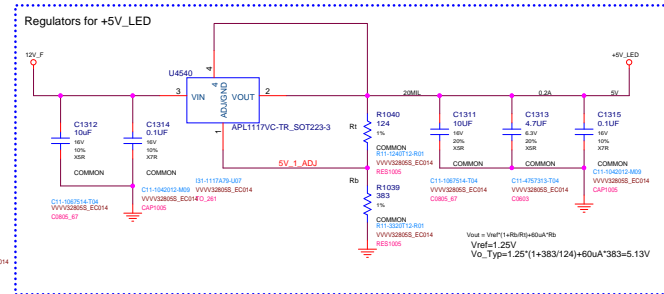 Regulators for +5V_LED
12V_F
+5V_LED
U4540
4
4
3
VIN
ADJ/GND
VOUT
2
1
APL1117VC-TR_SOT223-3
20MIL
0.2A
5V
C1312
10uF
16V
10%
X5R
COMMON
C11-1067514-T04
VVVV32805S_EC014
C0805_67
C1314
0.1UF
16V
10%
X7R
COMMON
C11-1042012-M09
VVVV32805S_EC014
CAP1005
I31-1117A79-U07
VVVV32805S_EC014
TO_261
5V_1_ADJ
Rt
R1040
124
1%
COMMON
R11-1240T12-R01
VVVV32805S_EC014
RES1005
Rb
R1039
383
1%
COMMON
R11-3320T12-R01
VVVV32805S_EC014
RES1005
C1311
10UF
16V
20%
X5R
COMMON
C11-1067514-T04
VVVV32805S_EC014
C0805_67
C1313
4.7UF
6.3V
20%
X5R
COMMON
C11-4757313-T04
VVVV32805S_EC014
C0603
C1315
0.1UF
16V
10%
X7R
COMMON
C11-1042012-M09
VVVV32805S_EC014
CAP1005
Vout = Vref*(1+Rb/Rt)+60uA*Rb
Vref=1.25V
Vo_Typ=1.25*(1+383/124)+60uA*383=5.13V